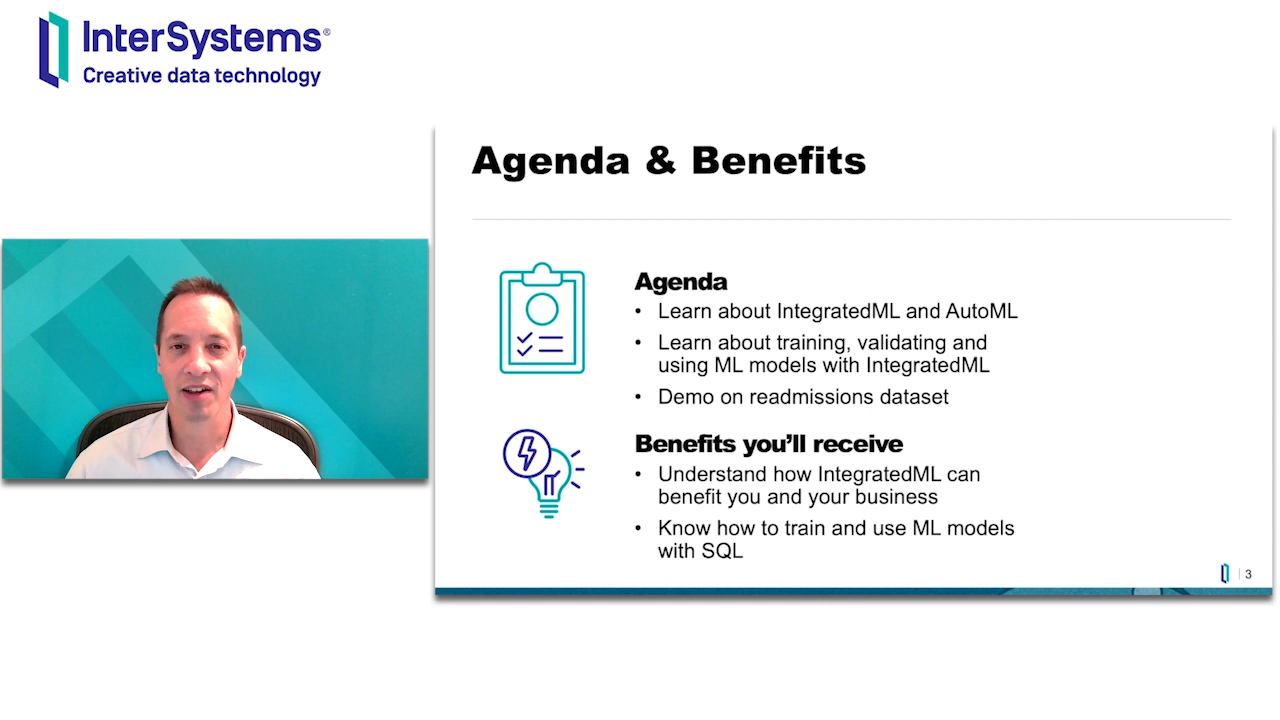 InterSystems®
Creative data technology
Agenda & Benefits
Agenda
• Learn about IntegratedML and AutoML
• Learn about training, validating and
using ML models with IntegratedML
• Demo on readmissions dataset
Benefits you'll receive
• Understand how IntegratedML can
benefit you and your business
• Know how to train and use ML models
with SQL
3